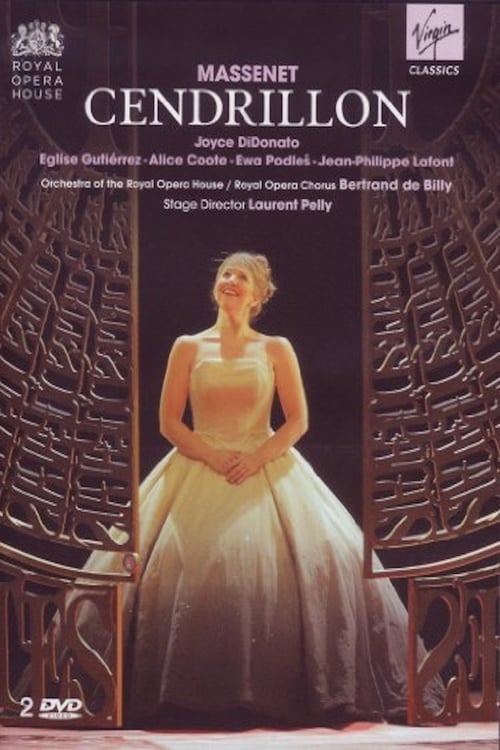 ROYAL
OPERA
HOUSE
Virgin
CLASSICS
MASSENET
CENDRILLON
Joyce DiDonato
Eglise Gutiérrez · Alice Coote · Ewa Podleś · Jean-Philippe Lafont
Orchestra of the Royal Opera House / Royal Opera Chorus Bertrand de Billy
Stage Director Laurent Pelly
2 DVD
VIDEO